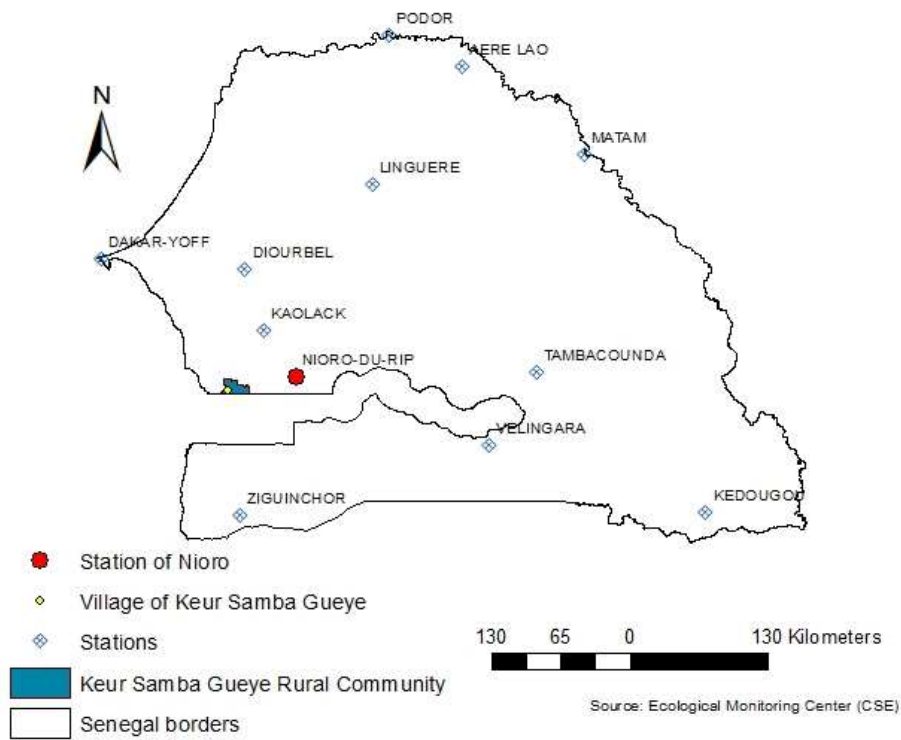 PODOR
AERE LAO
N
MATAM
LINGUERE
DAKAR-YOFF
DIOURBEL
KAOLACK
NIORO-DU-RIP
TAMBACOUNDA
VELINGARA
ZIGUINCHOR
KEDOUGOU
Station of Nioro
Village of Keur Samba Gueye
Stations
130 65 0 130 Kilometers
Keur Samba Gueye Rural Community
Source: Ecological Monitoring Center (CSE)
Senegal borders